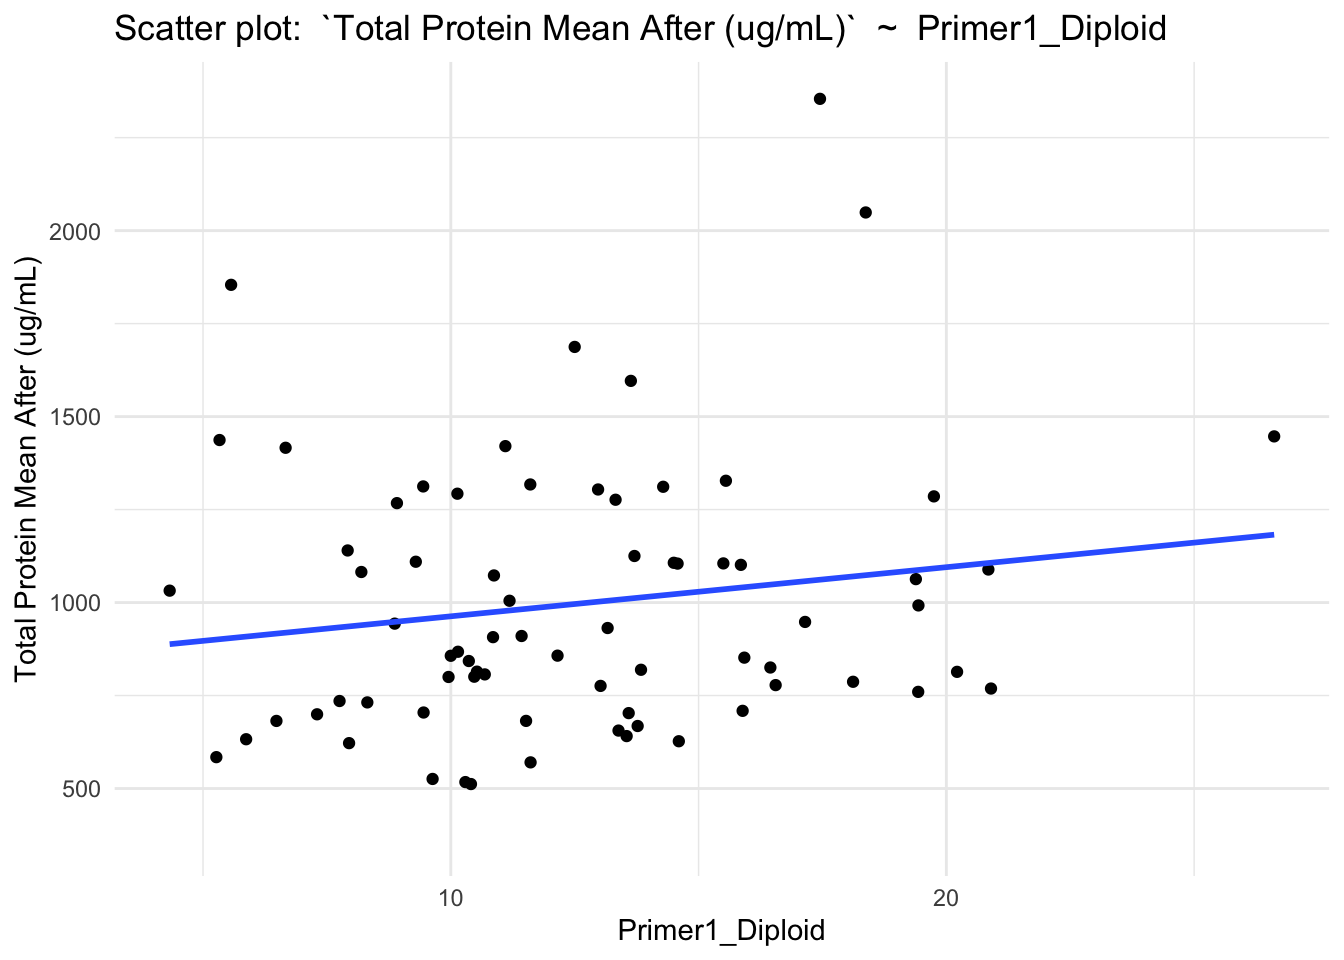 Scatter plot:  `Total Protein Mean After (ug/mL)`  ~  Primer1_Diploid
Total Protein Mean After (ug/mL)
2000
1500
1000
500
10
20
Primer1_Diploid